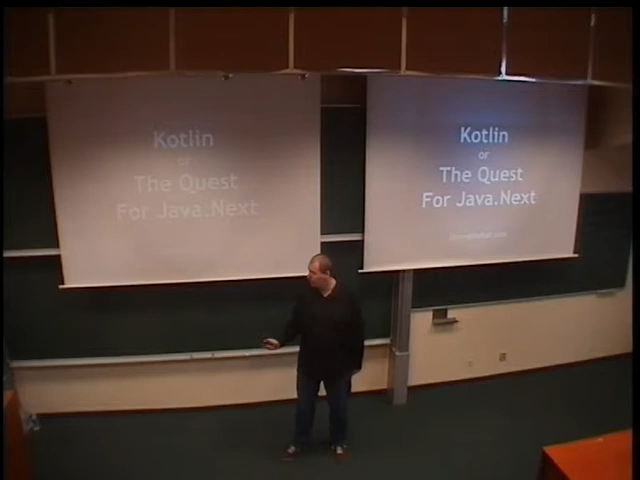 Kotlin
or
The Quest
For Java.Next
Kotlin
or
The Quest
For Java.Next